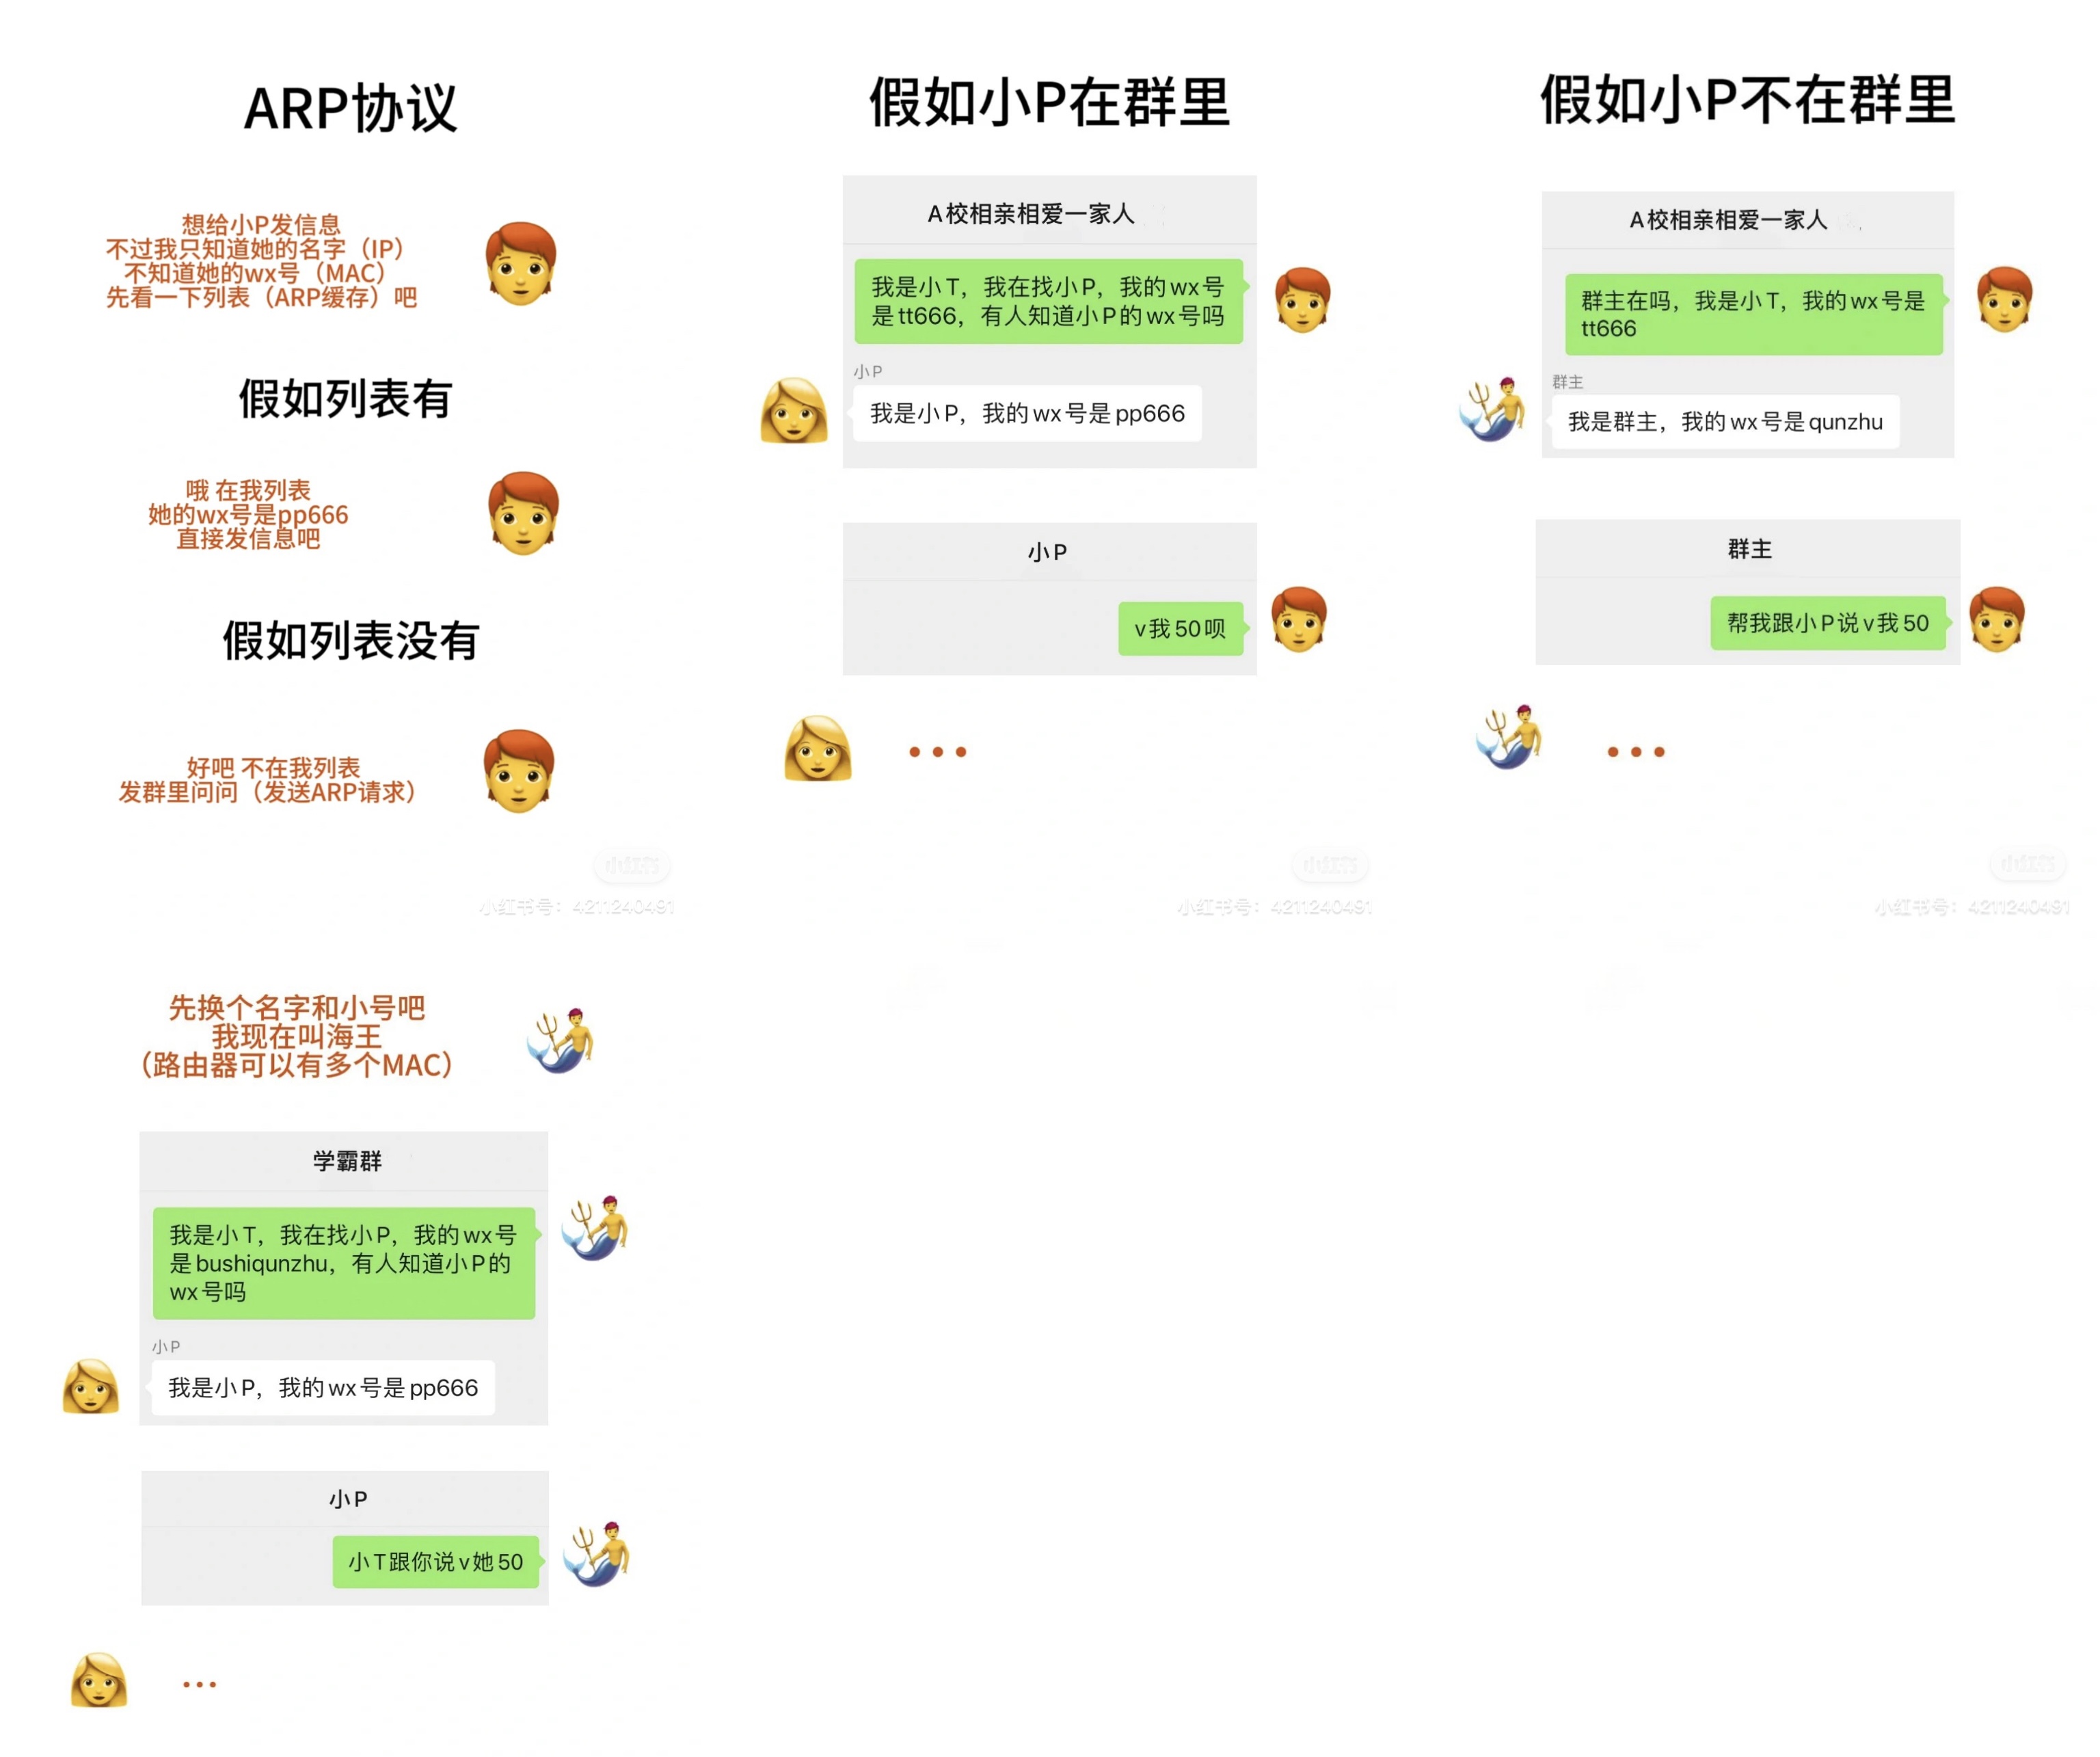 ARP协议
想给小P发信息
不过我只知道她的名字（IP）
不知道她的wx号（MAC）
先看一下列表（ARP缓存）吧
假如列表有
哦 在我列表
她的wx号是pp666
直接发信息吧
假如列表没有
好吧 不在我列表
发群里问问（发送ARP请求）
小红书
小红书号：4211240491
假如小P在群里
A校相亲相爱一家人
我是小T，我在找小P，我的wx号
是tt666，有人知道小P的wx号吗
小P
我是小P，我的wx号是pp666
小P
v我50呗
•••
小红书
小红书号：4211240491
假如小P不在群里
A校相亲相爱一家人
群主在吗，我是小T，我的wx号是
tt666
群主
我是群主，我的wx号是qunzhu
群主
帮我跟小P说v我50
•••
小红书
小红书号：4211240491
先换个名字和小号吧
我现在叫海王
（路由器可以有多个MAC）
学霸群
我是小T，我在找小P，我的wx号
是bushiqunzhu，有人知道小P的
wx号吗
小P
我是小P，我的wx号是pp666
小P
小T跟你说v她50
•••